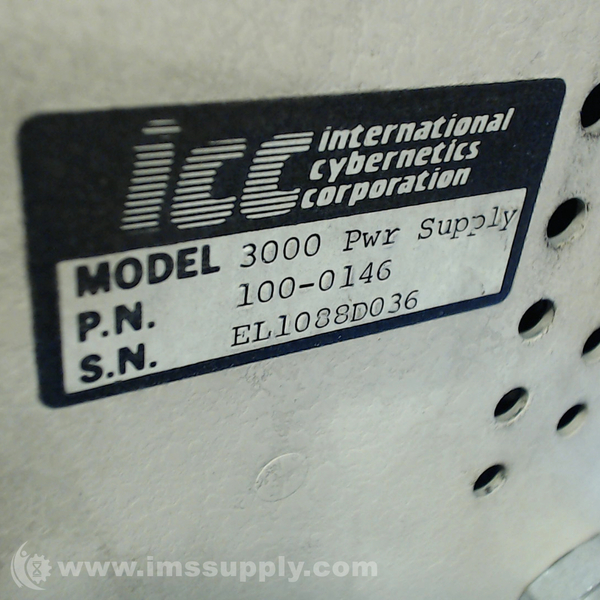 icc
international
cybernetics
corporation
MODEL 3000 Pwr Supply
P.N. 100-0146
S.N. EL1088D036
www.imssupply.com